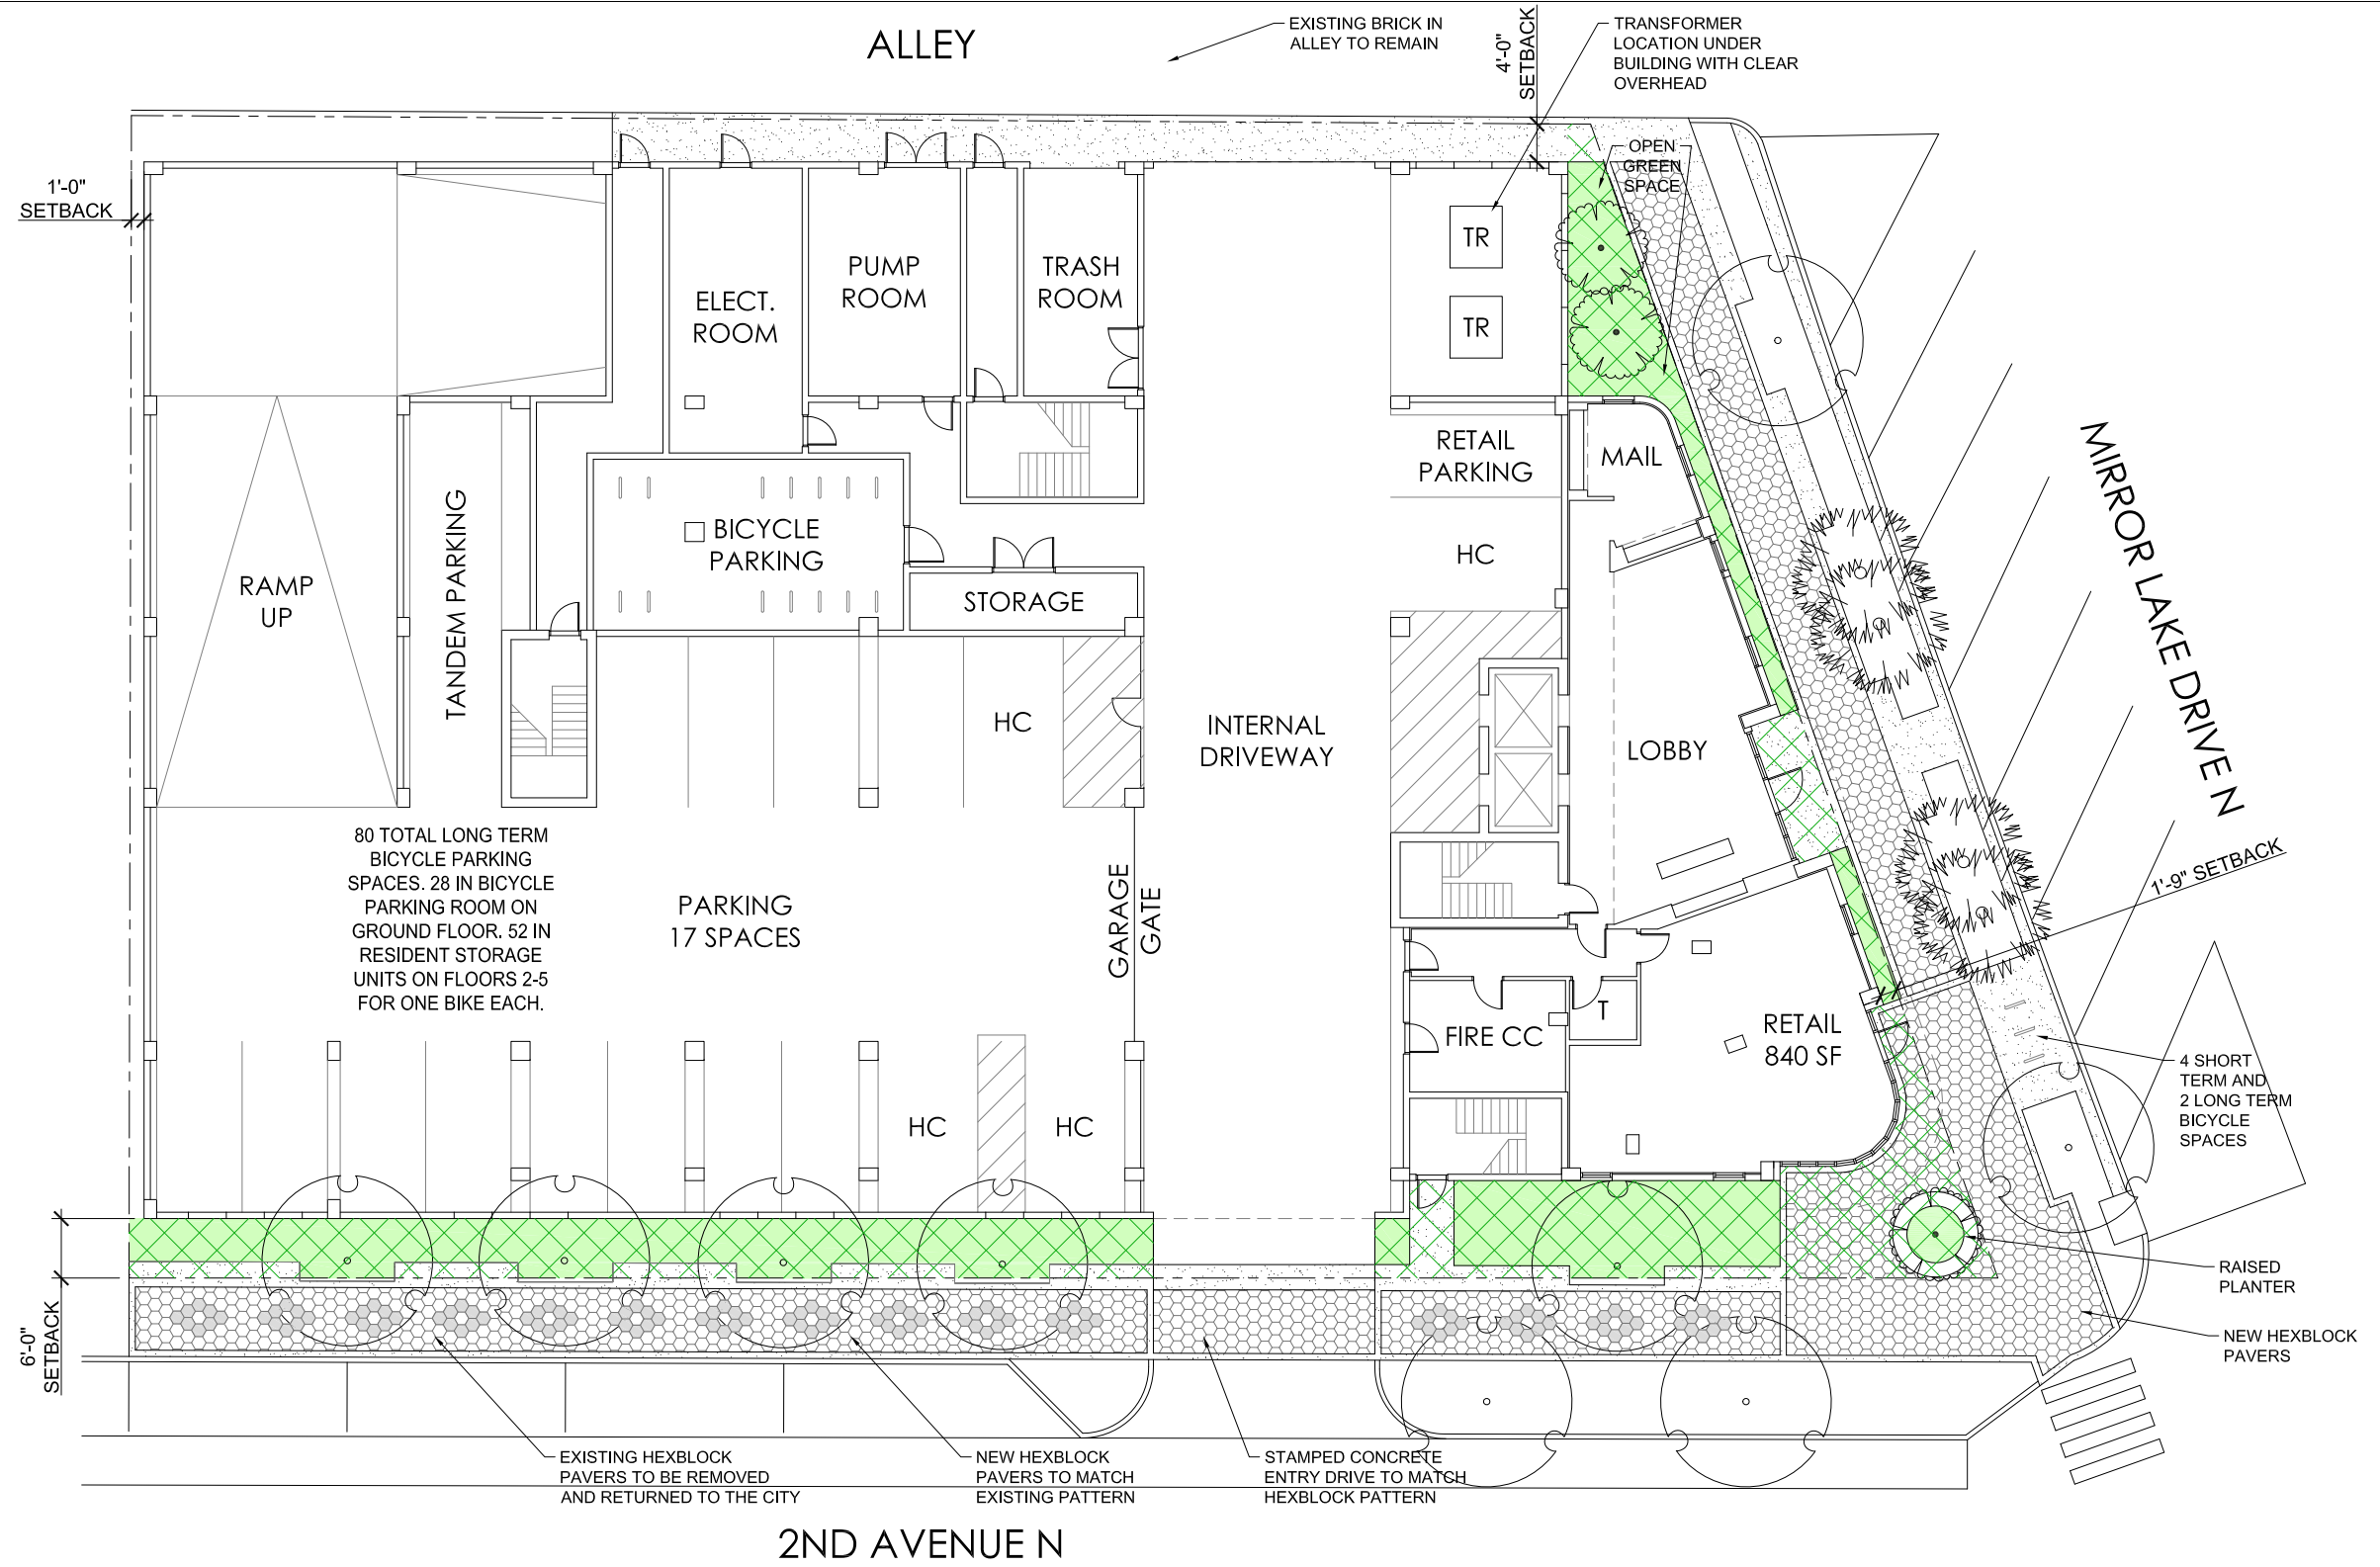 ALLEY
EXISTING BRICK IN
ALLEY TO REMAIN
4'-0"
SETBACK
TRANSFORMER
LOCATION UNDER
BUILDING WITH CLEAR
OVERHEAD
1'-0"
SETBACK
OPEN
GREEN
SPACE
ELECT.
ROOM
PUMP
ROOM
TRASH
ROOM
TR
TR
RETAIL
PARKING
MAIL
HC
MIRROR LAKE DRIVE N
RAMP
UP
TANDEM PARKING
BICYCLE
PARKING
STORAGE
HC
INTERNAL
DRIVEWAY
LOBBY
80 TOTAL LONG TERM
BICYCLE PARKING
SPACES. 28 IN BICYCLE
PARKING ROOM ON
GROUND FLOOR. 52 IN
RESIDENT STORAGE
UNITS ON FLOORS 2-5
FOR ONE BIKE EACH.
PARKING
17 SPACES
GARAGE
GATE
1'-9" SETBACK
FIRE CC
T
RETAIL
840 SF
HC
HC
4 SHORT
TERM AND
2 LONG TERM
BICYCLE
SPACES
6'-0"
SETBACK
RAISED
PLANTER
NEW HEXBLOCK
PAVERS
EXISTING HEXBLOCK
PAVERS TO BE REMOVED
AND RETURNED TO THE CITY
NEW HEXBLOCK
PAVERS TO MATCH
EXISTING PATTERN
STAMPED CONCRETE
ENTRY DRIVE TO MATCH
HEXBLOCK PATTERN
2ND AVENUE N